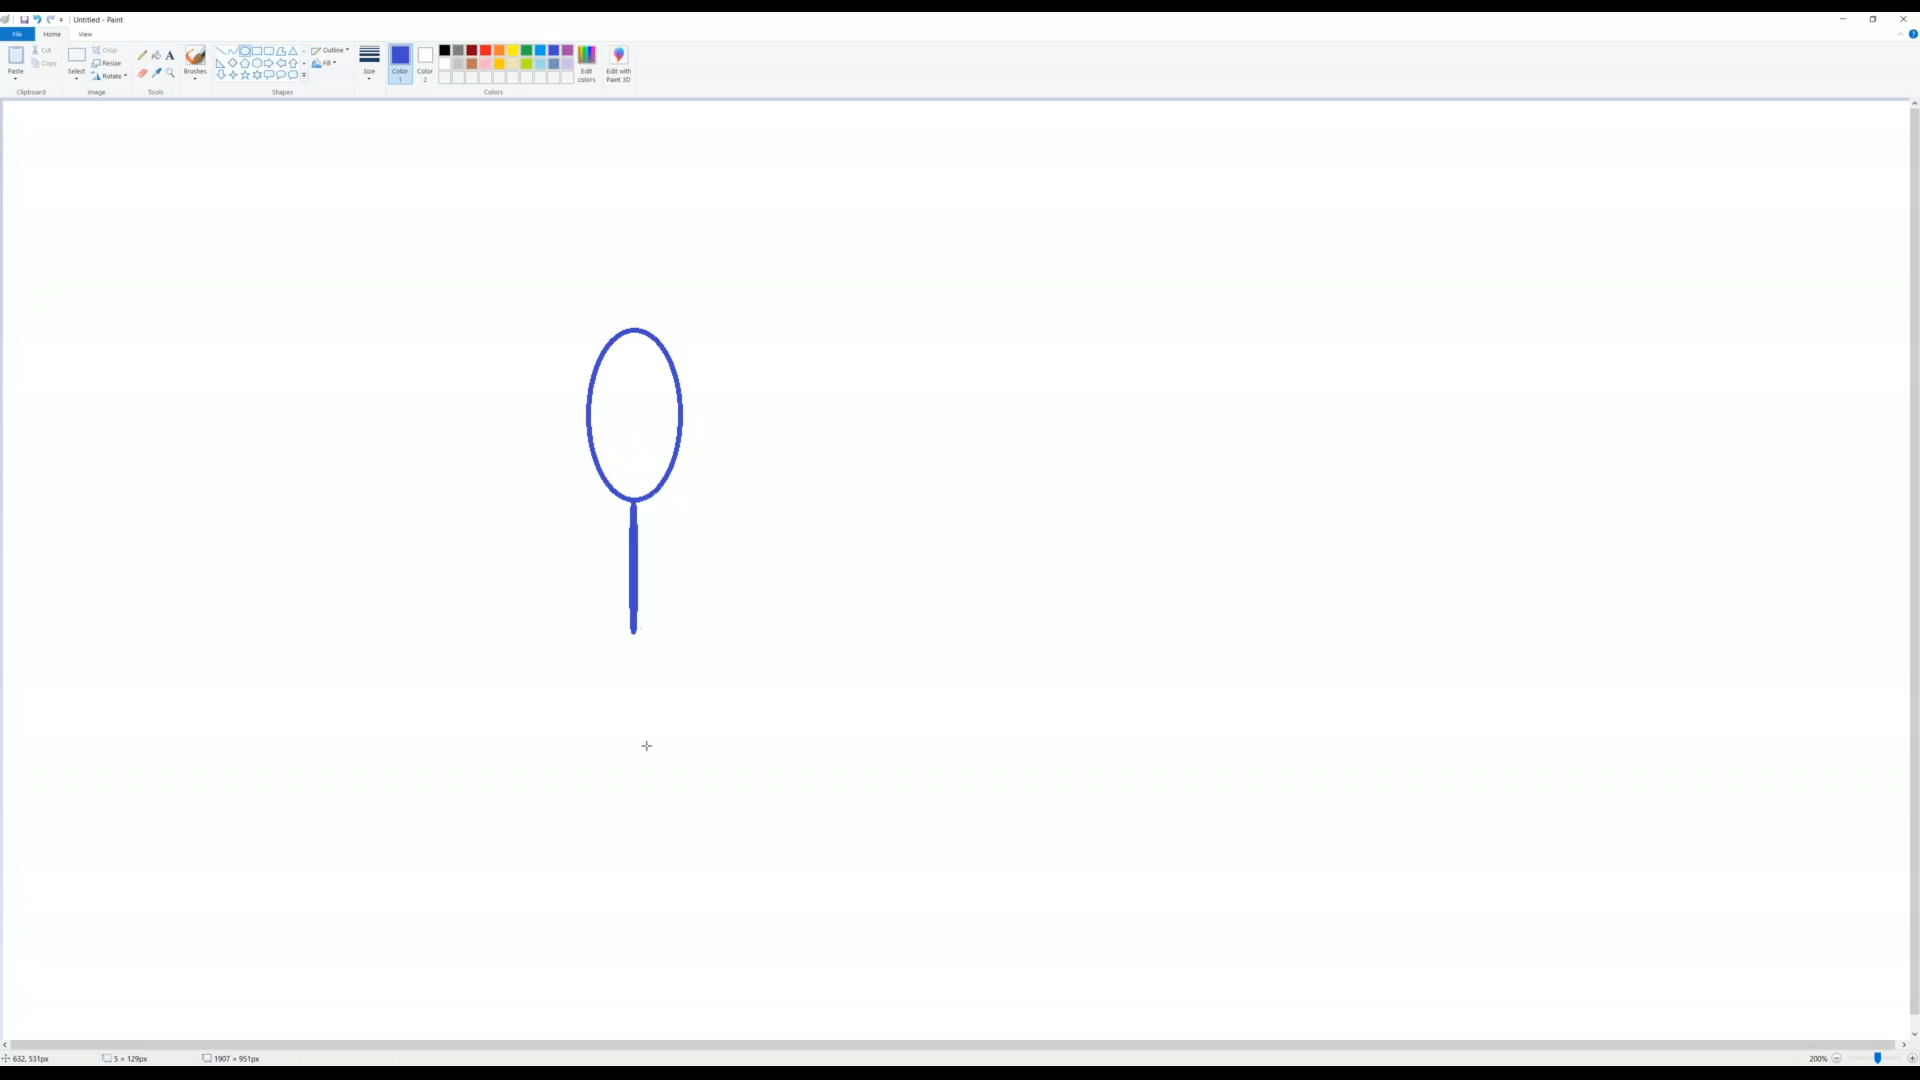 Untitled - Paint
File Home View
Paste
Cut
Copy
Clipboard
Select
Crop
Resize
Rotate
Image
Tools
Brushes
Outline
Fill
Shapes
Size
Color 1
Color 2
Edit colors
Colors
Edit with Paint 3D
632, 531px
5 × 129px
1907 × 951px
200%